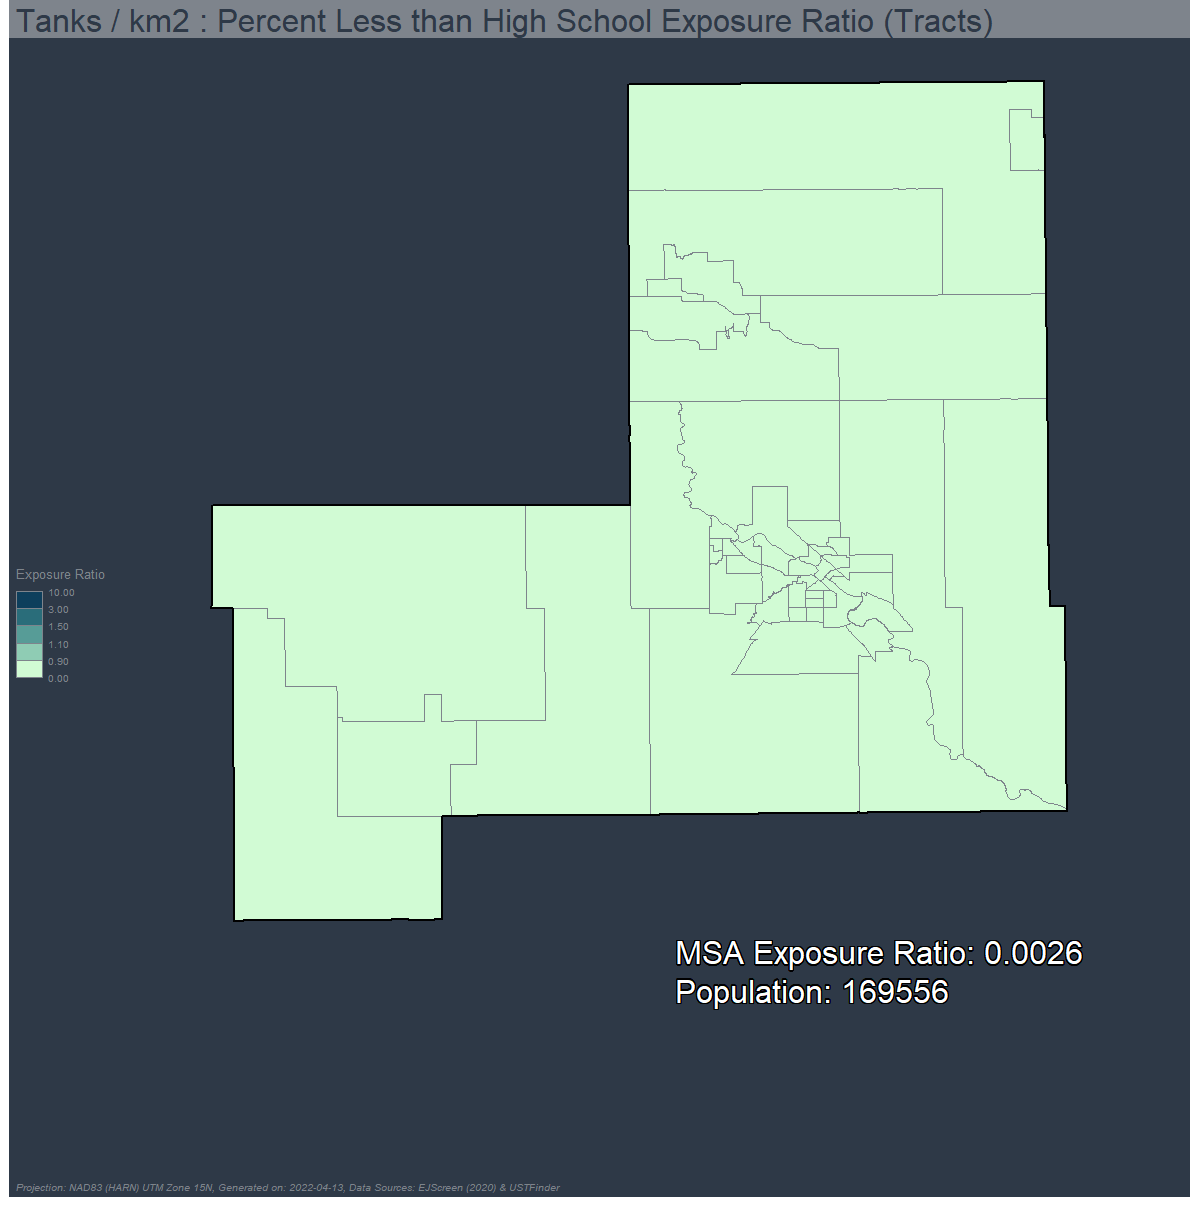 Tanks / km2 : Percent Less than High School Exposure Ratio (Tracts)
Exposure Ratio
10.00
3.00
1.50
1.10
0.90
0.00
MSA Exposure Ratio: 0.0026
Population: 169556
Projection: NAD83 (HARN) UTM Zone 15N, Generated on: 2022-04-13, Data Sources: EJScreen (2020) & USTFinder